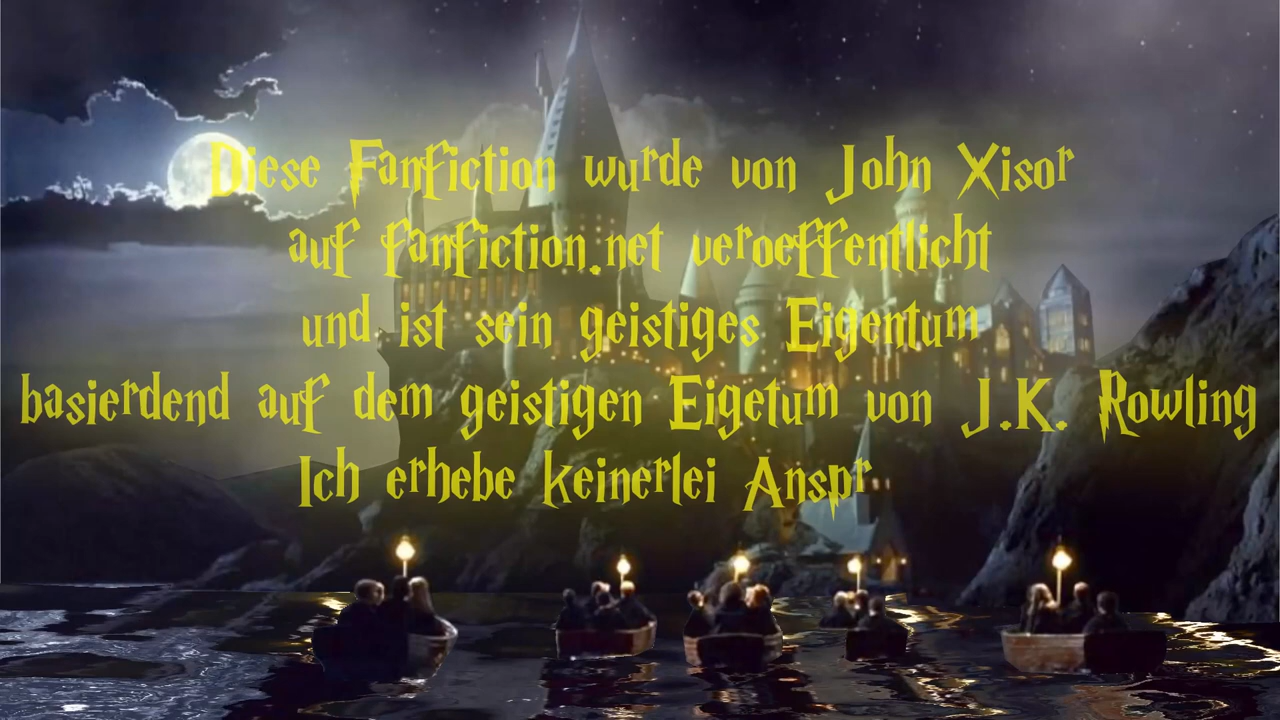 Diese Fanfiction wurde von John Xisor
auf fanfiction.net veroeffentlicht
und ist sein geistiges Eigentum
basierdend auf dem geistigen Eigetum von J.K. Rowling
Ich erhebe keinerlei Anspr